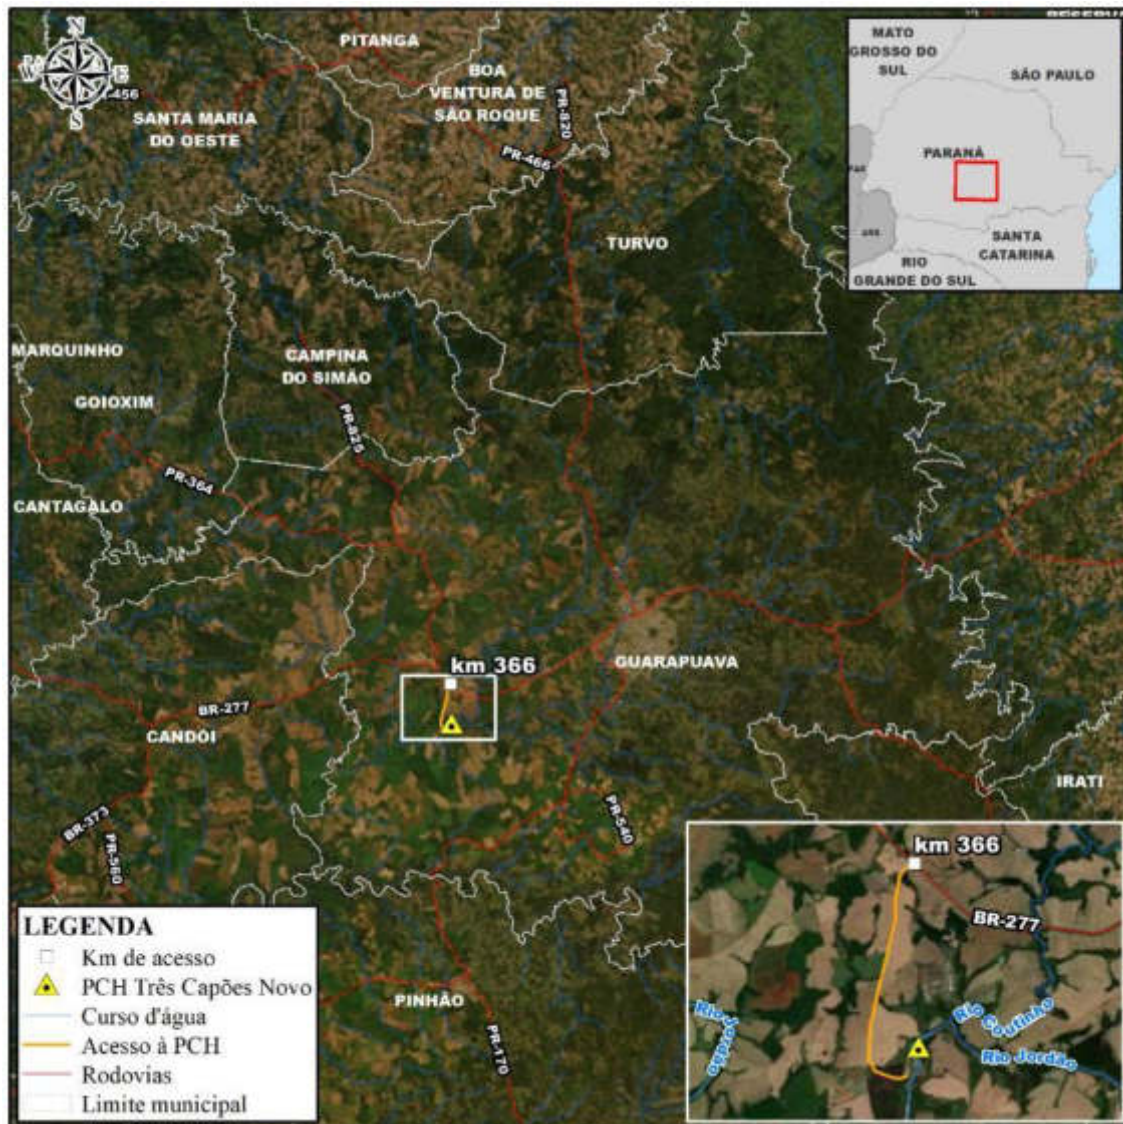 N
W
E
S
456
PITANGA
BOA
VENTURA DE
SÃO ROQUE
SANTA MARIA
DO OESTE
PR-820
PR-466
TURVO
MATO
GROSSO DO
SUL
SÃO PAULO
PARANÁ
SANTA
CATARINA
RIO
GRANDE DO SUL
MARQUINHO
GOIOXIM
CAMPINA
DO SIMÃO
PR-825
PR-364
CANTAGALO
km 366
GUARAPUAVA
BR-277
CANDÓI
IRATI
BR-373
PR-560
PR-540
PINHÃO
PR-170
km 366
BR-277
Rio Jordão
Rio Coutinho
Rio Jordão
LEGENDA
Km de acesso
PCH Três Capões Novo
Curso d'água
Acesso à PCH
Rodovias
Limite municipal